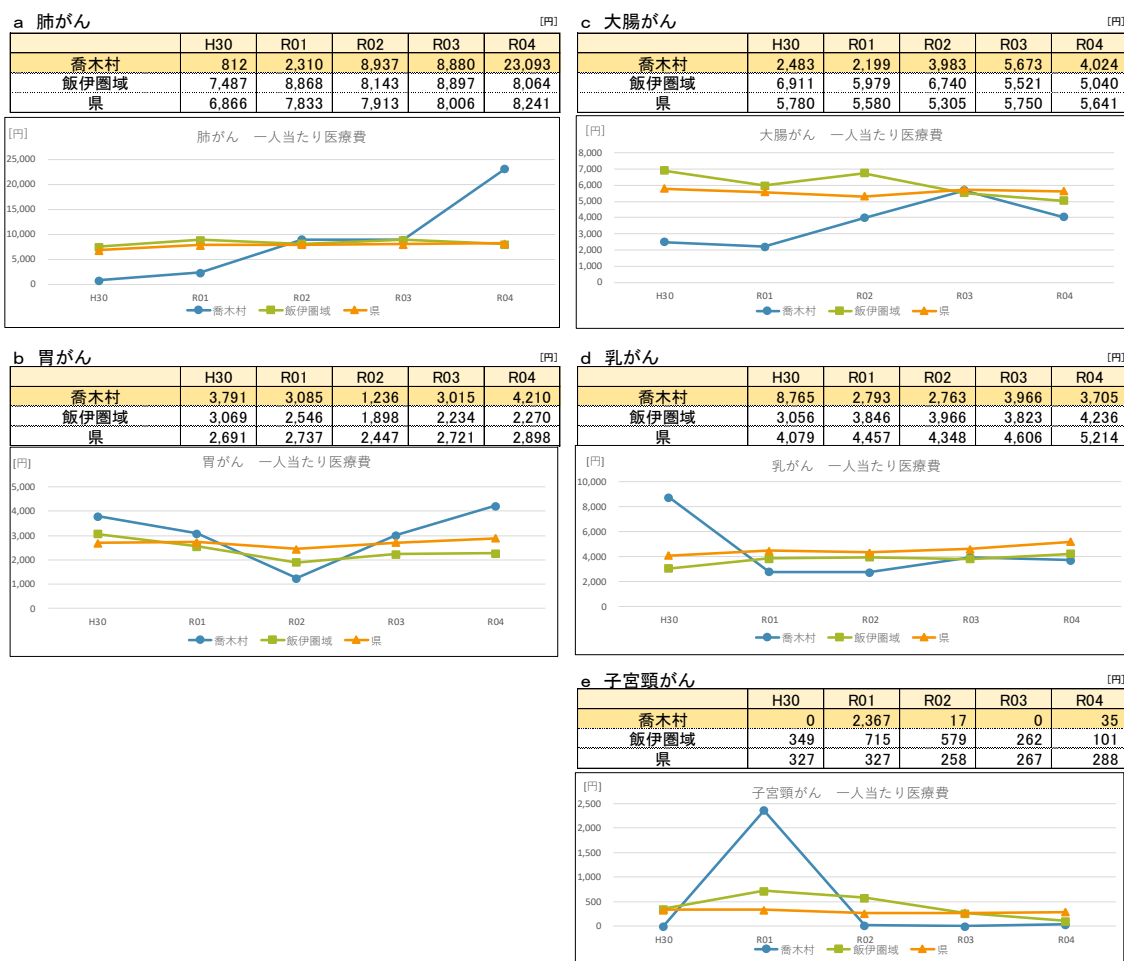 a 肺がん [円]
H30 R01 R02 R03 R04
喬木村 812 2,310 8,937 8,880 23,093
飯伊圏域 7,487 8,868 8,143 8,897 8,064
県 6,866 7,833 7,913 8,006 8,241
[円]
肺がん 一人当たり医療費
25,000
20,000
15,000
10,000
5,000
0
H30 R01 R02 R03 R04
喬木村 飯伊圏域 県
b 胃がん [円]
H30 R01 R02 R03 R04
喬木村 3,791 3,085 1,236 3,015 4,210
飯伊圏域 3,069 2,546 1,898 2,234 2,270
県 2,691 2,737 2,447 2,721 2,898
[円]
胃がん 一人当たり医療費
5,000
4,000
3,000
2,000
1,000
0
H30 R01 R02 R03 R04
喬木村 飯伊圏域 県
c 大腸がん [円]
H30 R01 R02 R03 R04
喬木村 2,483 2,199 3,983 5,673 4,024
飯伊圏域 6,911 5,979 6,740 5,521 5,040
県 5,780 5,580 5,305 5,750 5,641
[円]
大腸がん 一人当たり医療費
8,000
7,000
6,000
5,000
4,000
3,000
2,000
1,000
0
H30 R01 R02 R03 R04
喬木村 飯伊圏域 県
d 乳がん [円]
H30 R01 R02 R03 R04
喬木村 8,765 2,793 2,763 3,966 3,705
飯伊圏域 3,056 3,846 3,966 3,823 4,236
県 4,079 4,457 4,348 4,606 5,214
[円]
乳がん 一人当たり医療費
10,000
8,000
6,000
4,000
2,000
0
H30 R01 R02 R03 R04
喬木村 飯伊圏域 県
e 子宮頸がん [円]
H30 R01 R02 R03 R04
喬木村 0 2,367 17 0 35
飯伊圏域 349 715 579 262 101
県 327 327 258 267 288
[円]
子宮頸がん 一人当たり医療費
2,500
2,000
1,500
1,000
500
0
H30 R01 R02 R03 R04
喬木村 飯伊圏域 県